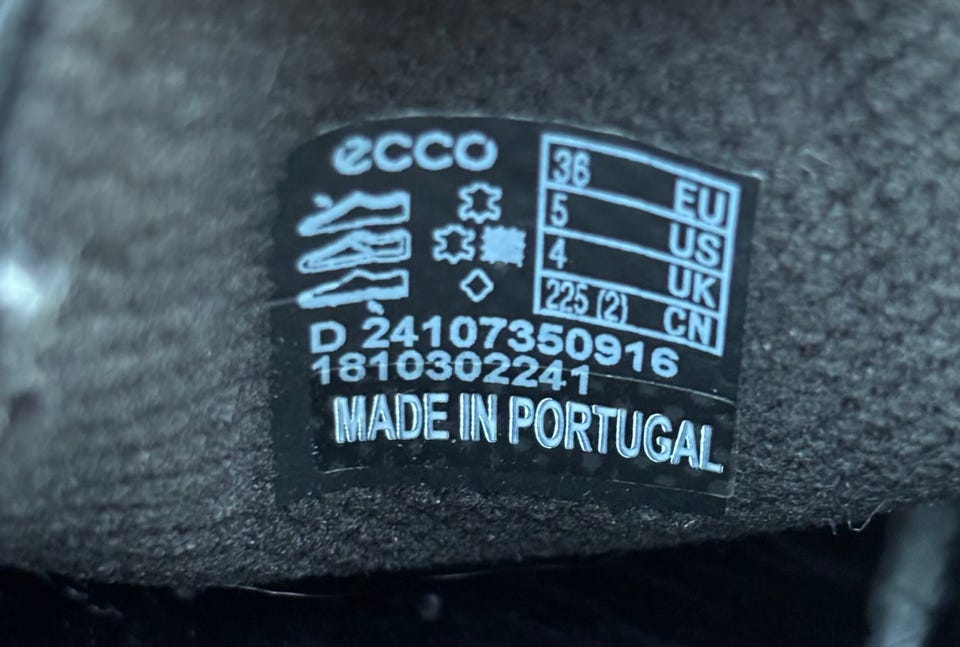 ecco
36 EU
5 US
4 UK
225 (2) CN
D 24107350916
1810302241
MADE IN PORTUGAL